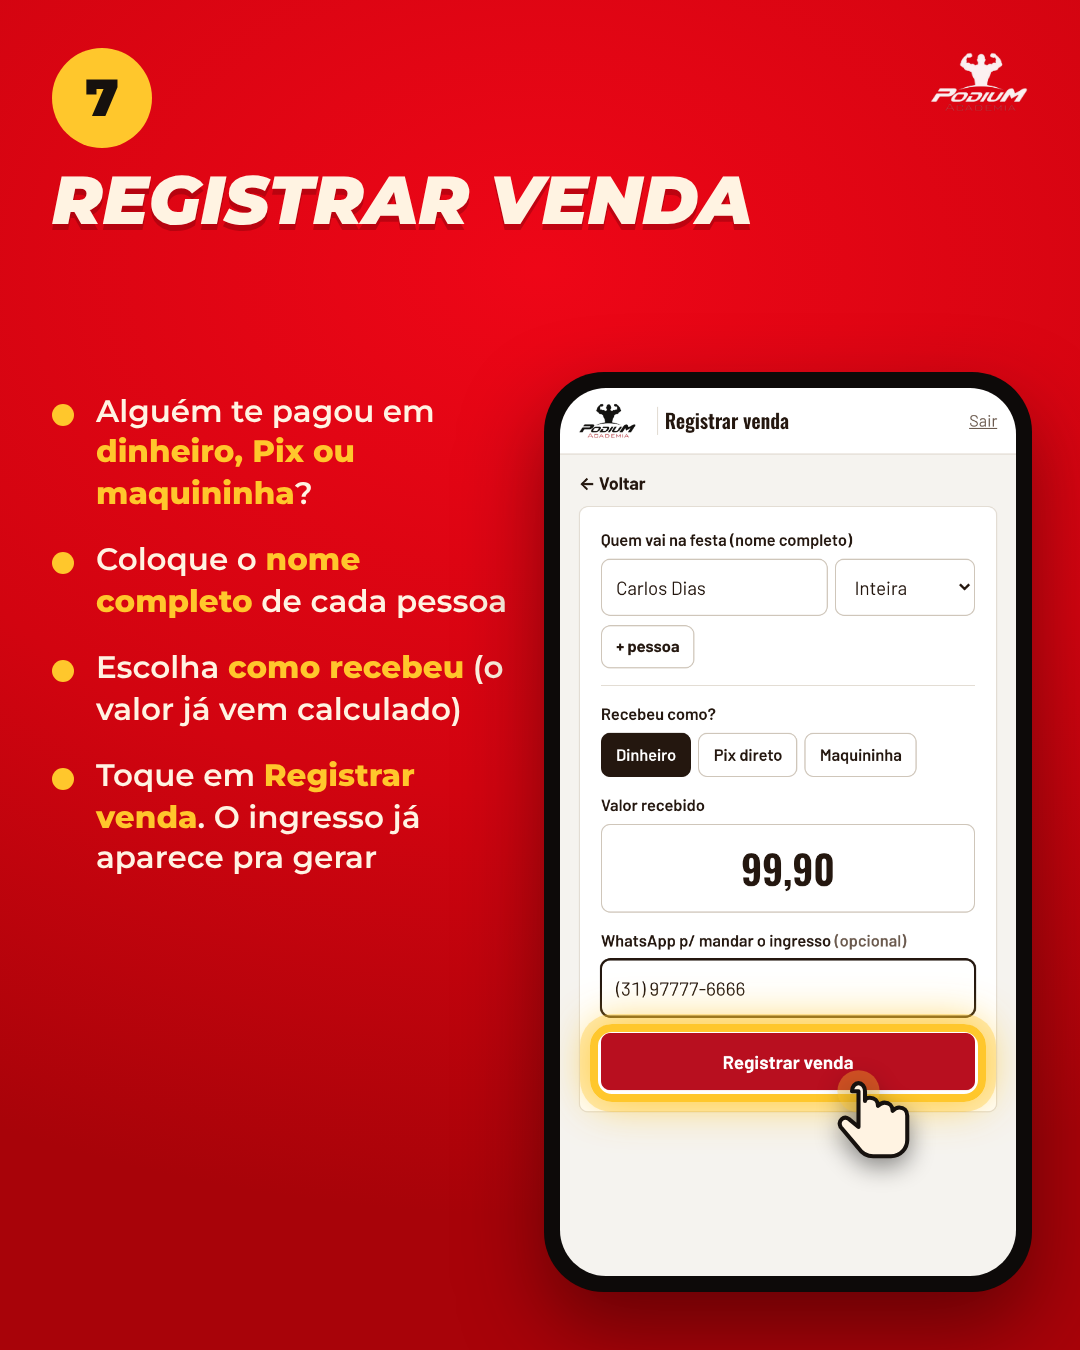 7
PODIUM
ACADEMIA
REGISTRAR VENDA
Alguém te pagou em
dinheiro, Pix ou
maquininha?
Coloque o nome
completo de cada pessoa
Escolha como recebeu (o
valor já vem calculado)
Toque em Registrar
venda. O ingresso já
aparece pra gerar
PODIUM
ACADEMIA
Registrar venda
Sair
← Voltar
Quem vai na festa (nome completo)
Carlos Dias
Inteira
+ pessoa
Recebeu como?
Dinheiro
Pix direto
Maquininha
Valor recebido
99,90
WhatsApp p/ mandar o ingresso (opcional)
(31) 97777-6666
Registrar venda